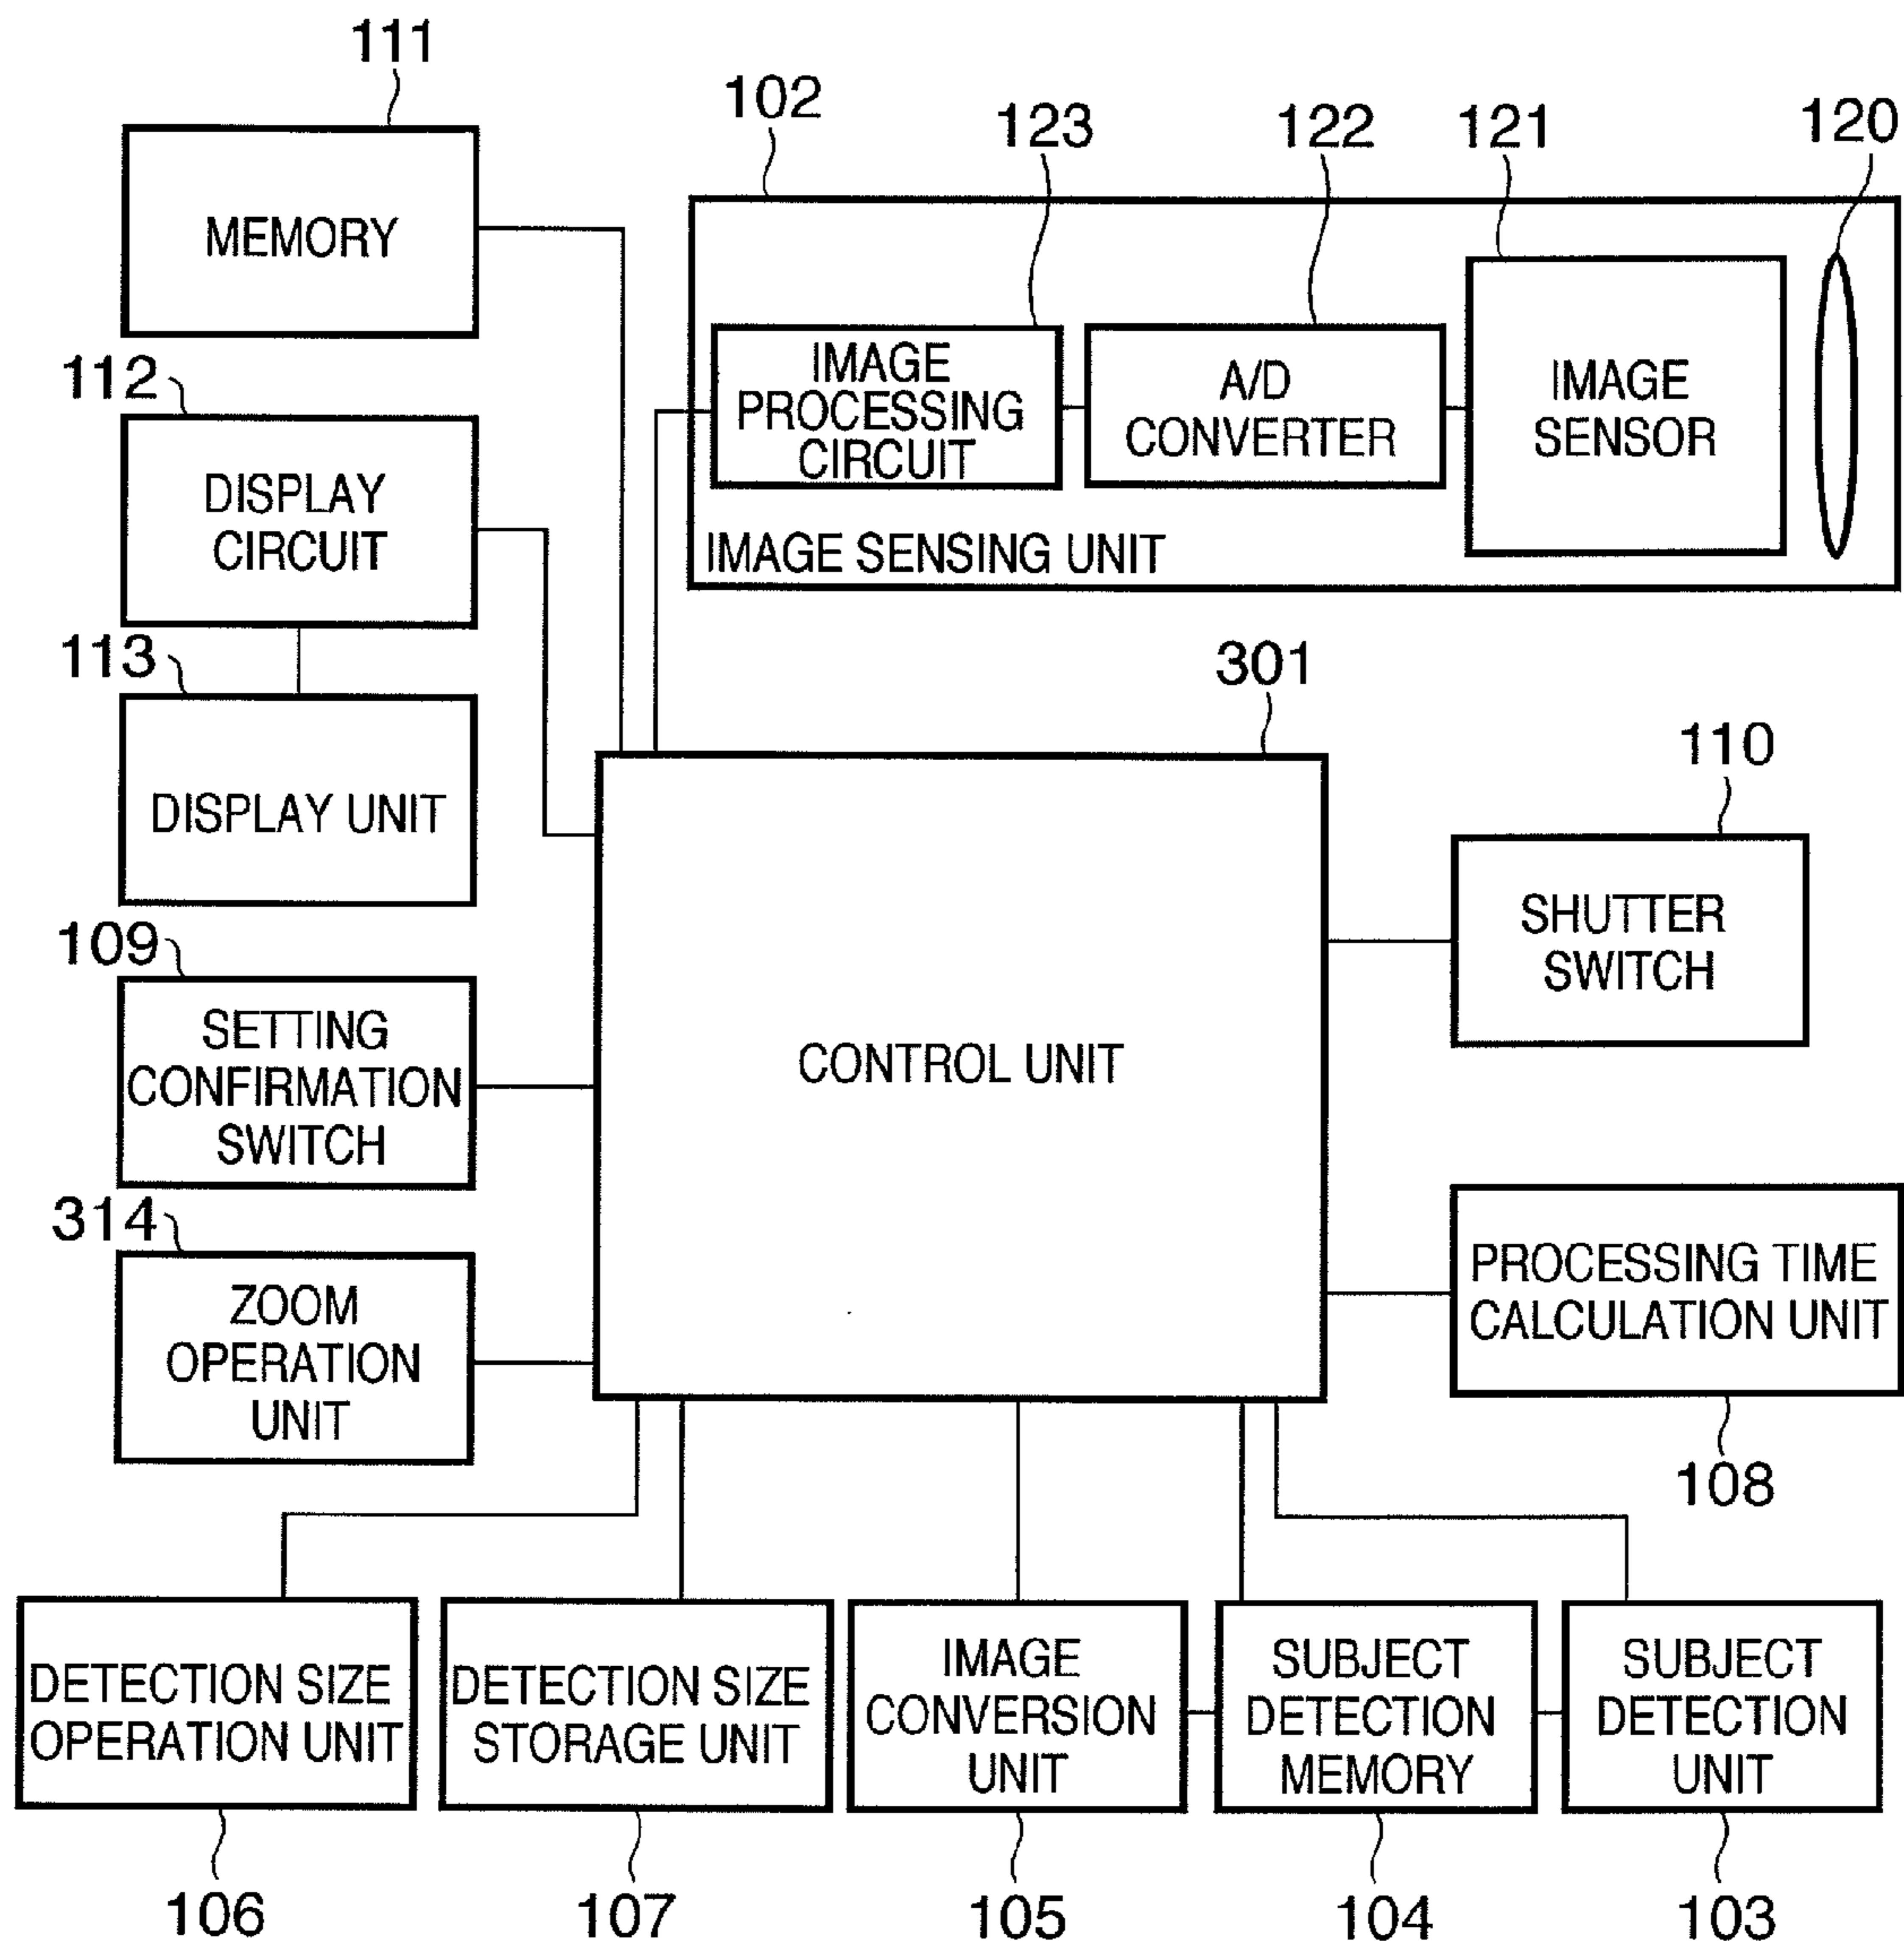 111
MEMORY
102
123
122
121
120
IMAGE
PROCESSING
CIRCUIT
A/D
CONVERTER
IMAGE
SENSOR
IMAGE SENSING UNIT
112
DISPLAY
CIRCUIT
113
DISPLAY UNIT
301
CONTROL UNIT
110
SHUTTER
SWITCH
109
SETTING
CONFIRMATION
SWITCH
314
ZOOM
OPERATION
UNIT
PROCESSING TIME
CALCULATION UNIT
108
DETECTION SIZE
OPERATION UNIT
106
DETECTION SIZE
STORAGE UNIT
107
IMAGE
CONVERSION
UNIT
105
SUBJECT
DETECTION
MEMORY
104
SUBJECT
DETECTION
UNIT
103